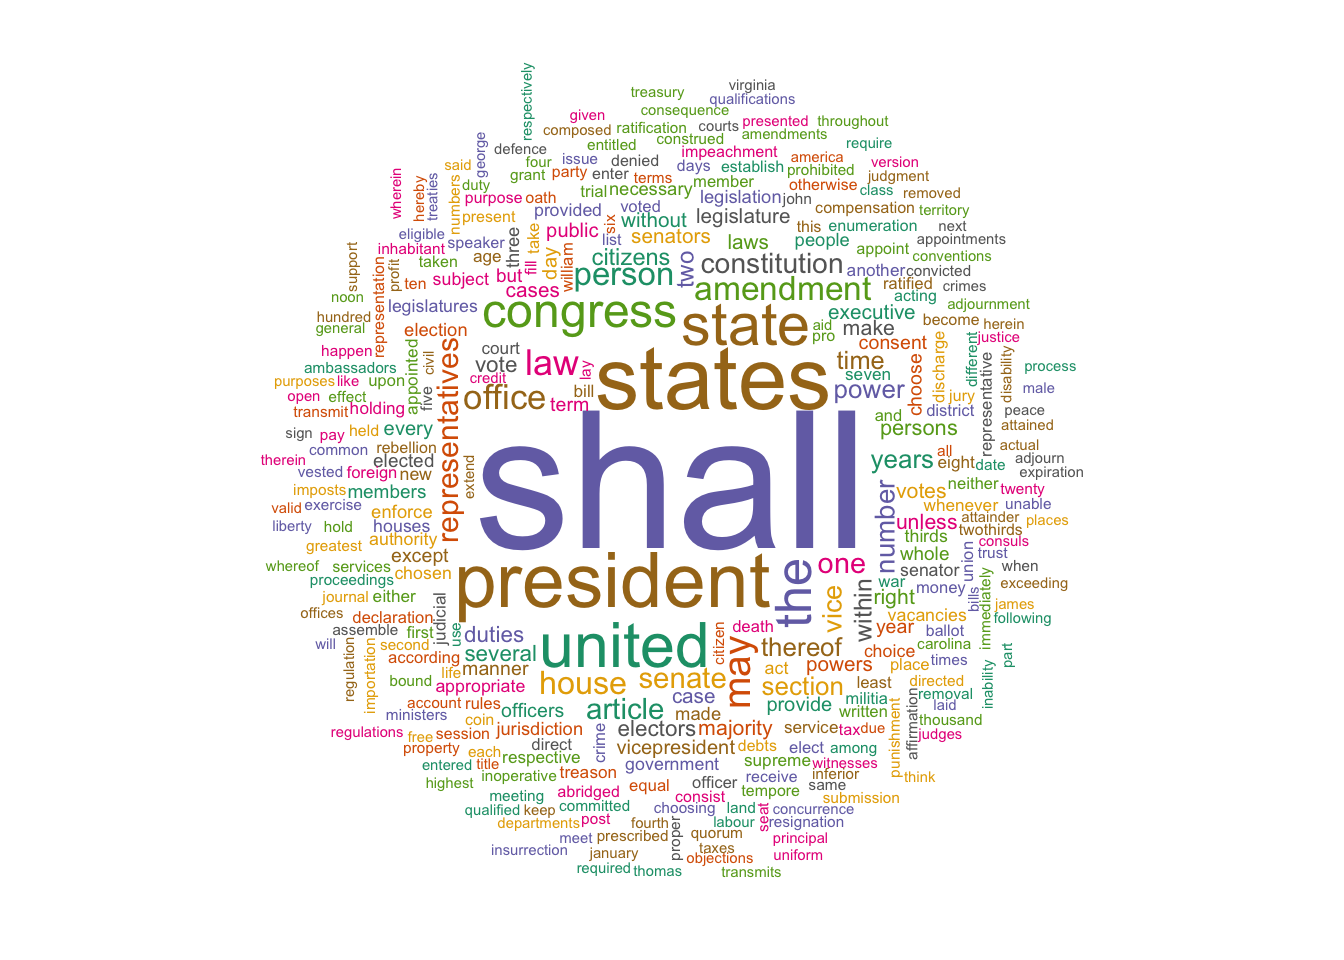 virginia
treasury
qualifications
respectively
consequence
given
ratification
courts
presented
throughout
composed
construed
amendments
entitled
require
george
defence
issue
denied
impeachment
america
version
said
four
enter
days
establish
prohibited
judgment
wherein
hereby
treaties
numbers
duty
grant
party
terms
member
otherwise
class
removed
purpose
oath
trial
necessary
legislation
john
compensation
territory
present
provided
voted
without
legislature
this
enumeration
next
eligible
speaker
three
take
public
six
list
senators
laws
people
appoint
appointments
inhabitant
age
day
william
citizens
two
constitution
another
convicted
conventions
support
profit
representation
taken
subject
but
fill
person
amendment
ratified
crimes
noon
ten
cases
acting
adjournment
hundred
legislatures
congress
state
aid
executive
become
herein
general
election
pro
make
justice
happen
court
law
lay
time
consent
different
ambassadors
appointed
civil
vote
states
seven
choose
discharge
representative
disability
process
purposes
like
upon
five
credit
bill
power
jury
male
open
effect
representatives
office
term
district
peace
transmit
holding
and
attained
sign
pay
held
every
persons
actual
common
rebellion
shall
all
adjourn
therein
elected
years
eight
date
expiration
vested
foreign
new
extend
neither
imposts
members
number
votes
twenty
valid
exercise
enforce
whenever
unable
liberty
hold
houses
unless
attainder
places
greatest
authority
thirds
twothirds
except
whole
consuls
whereof
services
chosen
president
the
one
senator
union
trust
when
proceedings
war
money
bills
exceeding
journal
either
judicial
vice
within
right
immediately
james
offices
declaration
vacancies
following
assemble
first
use
duties
united
death
year
ballot
will
second
several
citizen
may
thereof
choice
carolina
part
regulation
importation
according
life
manner
act
powers
place
times
bound
appropriate
house
senate
section
least
directed
inability
account
rules
case
militia
removal
ministers
coin
officers
article
made
provide
written
laid
regulations
free
session
jurisdiction
electors
majority
service
tax
due
thousand
affirmation
judges
property
each
direct
crime
vicepresident
debts
elect
among
punishment
entered
title
respective
government
supreme
witnesses
highest
inoperative
treason
officer
receive
inferior
same
think
meeting
abridged
equal
consist
tempore
submission
qualified
keep
committed
choosing
land
seat
concurrence
departments
post
fourth
labour
resignation
meet
prescribed
proper
quorum
principal
insurrection
january
taxes
objections
uniform
required
thomas
transmits